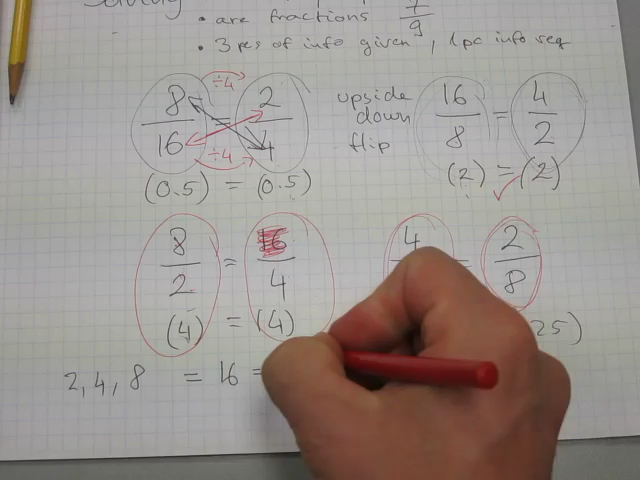 • are fractions 7/9
• 3 pcs of info given, 1 pc info req
÷4
8/16 = 2/4
÷4
(0.5) = (0.5)
upside down flip
16/8 = 4/2
(2) = (2) ✓
8/2 = 16/4
(4) = (4)
4 = 2/8
25)
2, 4, 8 = 16 =